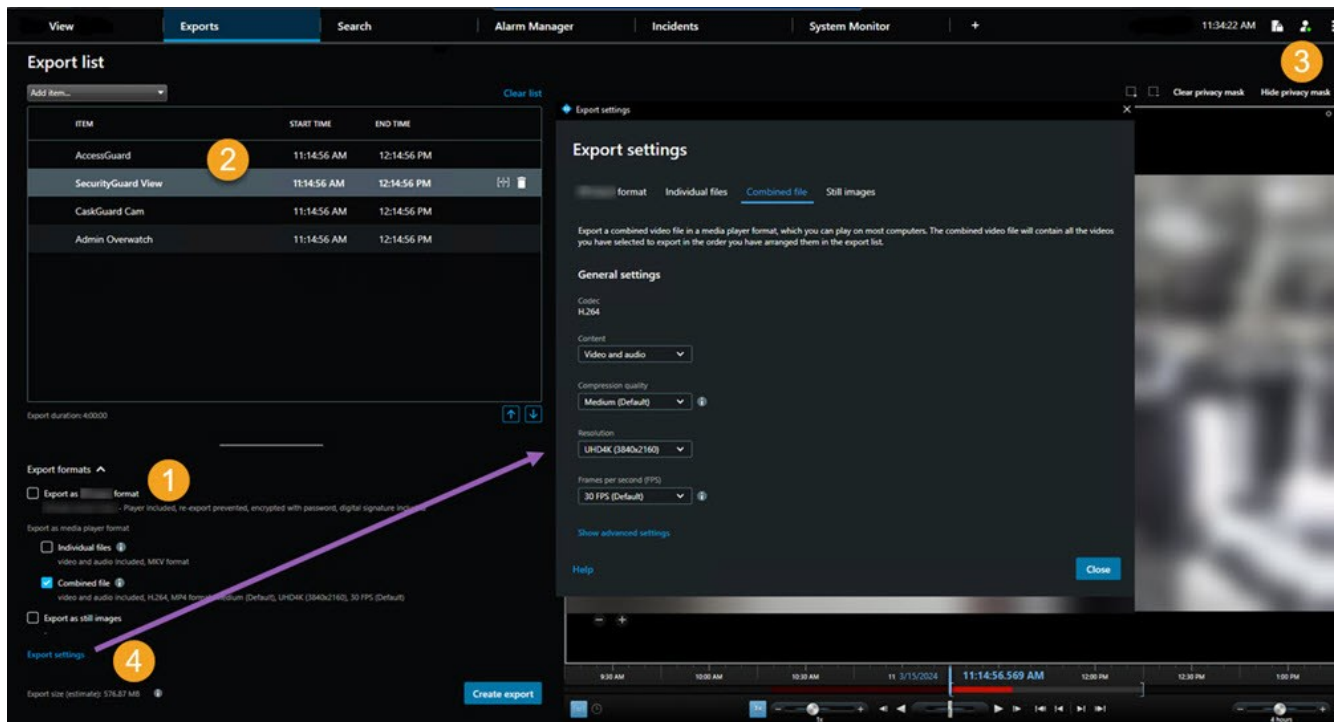 View Exports Search Alarm Manager Incidents System Monitor + 11:34:22 AM
3
Export list
Add item... Clear list
ITEM START TIME END TIME
AccessGuard 11:14:56 AM 12:14:56 PM
2
SecurityGuard View 11:14:56 AM 12:14:56 PM
CaskGuard Cam 11:14:56 AM 12:14:56 PM
Admin Overwatch 11:14:56 AM 12:14:56 PM
Export duration: 4:00:00
Export formats
1
Export as format
- Player included, re-export prevented, encrypted with password, digital signature
Export as media player format
Individual files
video and audio included, MKV format
Combined file
video and audio included, H.264, MP4 format, Medium (Default), UHD4K (3840x2160), 30 FPS (Default)
Export as still images
-
Export settings
4
Export size (estimate): 576.87 MB
Create export
Clear privacy mask Hide privacy mask
Export settings
Export settings
format Individual files Combined file Still images
Export a combined video file in a media player format, which you can play on most computers. The combined video file will contain all the videos
you have selected to export in the order you have arranged them in the export list.
General settings
Codec
H.264
Content
Video and audio
Compression quality
Medium (Default)
Resolution
UHD4K (3840x2160)
Frames per second (FPS)
30 FPS (Default)
Show advanced settings
Help Close
9:30 AM 10:00 AM 10:30 AM 11 3/15/2024 11:14:56.569 AM 12:00 PM 12:30 PM 1:00 PM
1x 4 hours